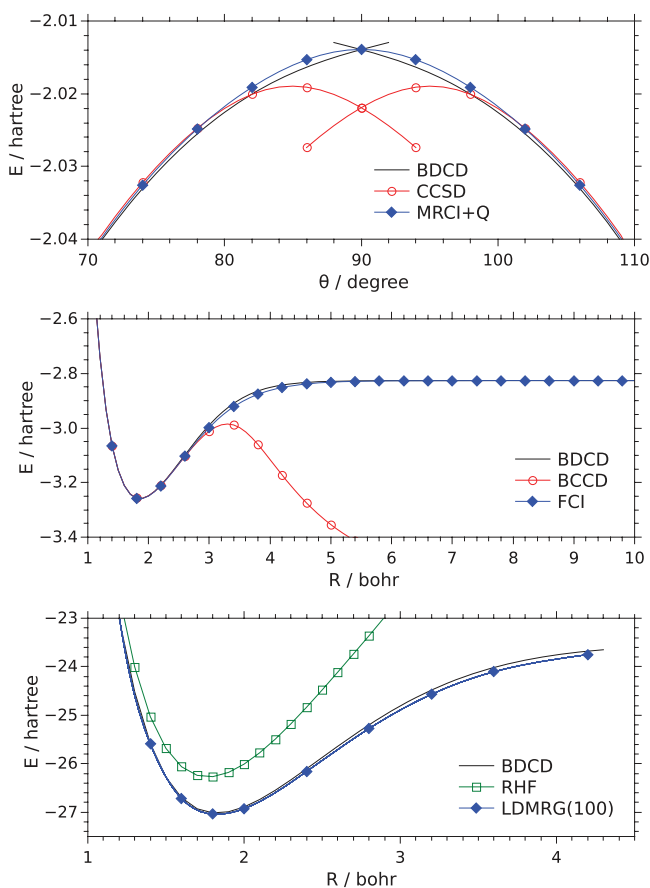 E / hartree
−2.01
−2.02
−2.03
−2.04
BDCD
CCSD
MRCI+Q
70
80
90
100
110
θ / degree
E / hartree
−2.6
−2.8
−3.0
−3.2
−3.4
BDCD
BCCD
FCI
1
2
3
4
5
6
7
8
9
10
R / bohr
E / hartree
−23
−24
−25
−26
−27
BDCD
RHF
LDMRG(100)
1
2
3
4
R / bohr